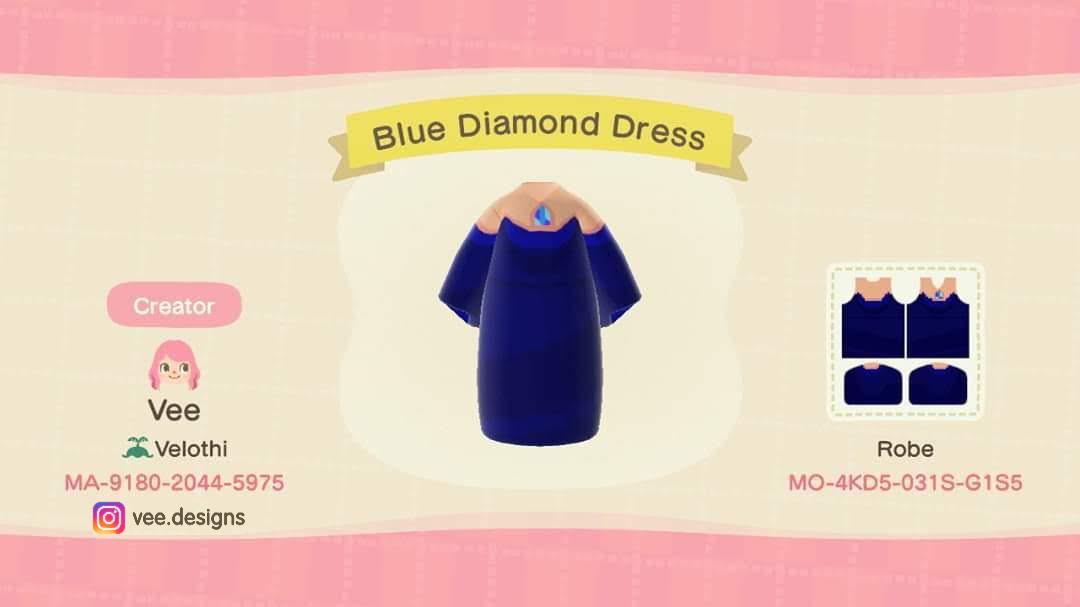 Blue Diamond Dress
Creator
Vee
Velothi
MA-9180-2044-5975
vee.designs
Robe
MO-4KD5-031S-G1S5